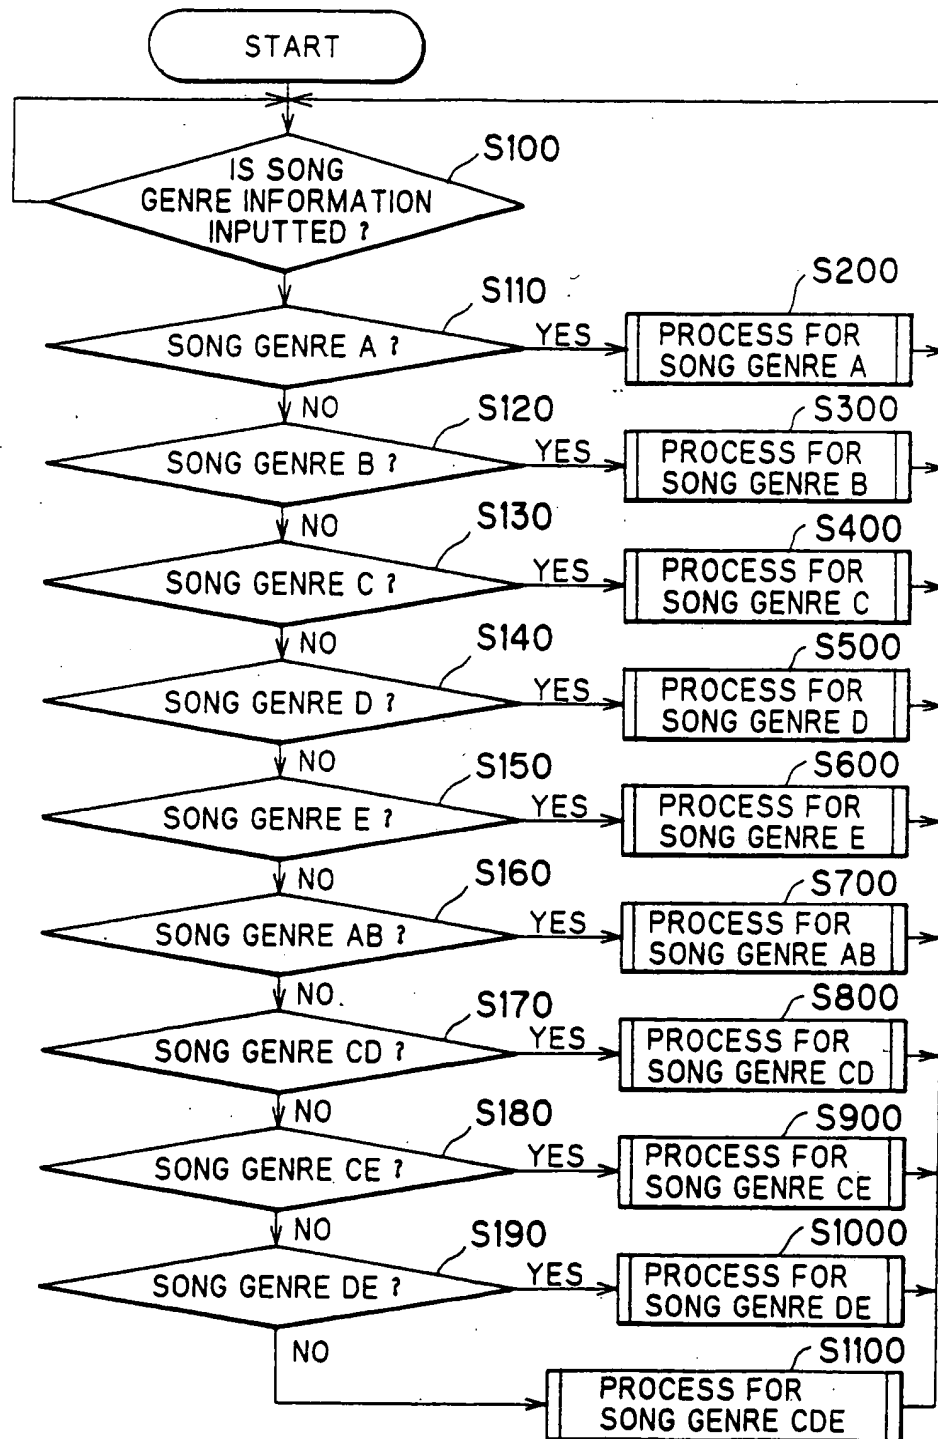 START
S100
IS SONG
GENRE INFORMATION
INPUTTED ?
S110
SONG GENRE A ?
YES
S200
PROCESS FOR
SONG GENRE A
NO
S120
SONG GENRE B ?
YES
S300
PROCESS FOR
SONG GENRE B
NO
S130
SONG GENRE C ?
YES
S400
PROCESS FOR
SONG GENRE C
NO
S140
SONG GENRE D ?
YES
S500
PROCESS FOR
SONG GENRE D
NO
S150
SONG GENRE E ?
YES
S600
PROCESS FOR
SONG GENRE E
NO
S160
SONG GENRE AB ?
YES
S700
PROCESS FOR
SONG GENRE AB
NO
S170
SONG GENRE CD ?
YES
S800
PROCESS FOR
SONG GENRE CD
NO
S180
SONG GENRE CE ?
YES
S900
PROCESS FOR
SONG GENRE CE
NO
S190
SONG GENRE DE ?
YES
S1000
PROCESS FOR
SONG GENRE DE
NO
S1100
PROCESS FOR
SONG GENRE CDE